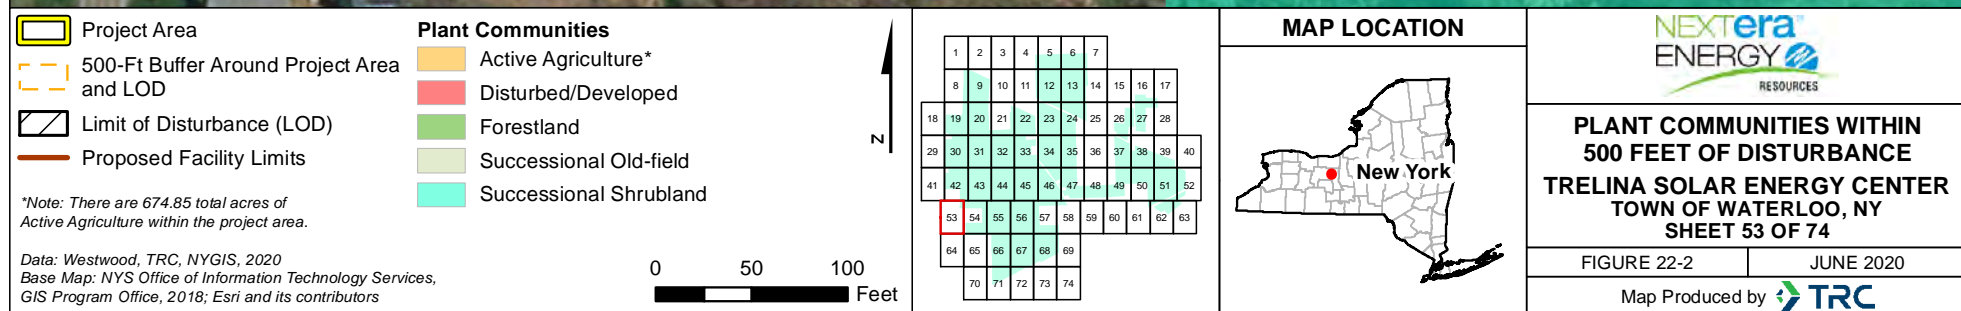 Project Area
500-Ft Buffer Around Project Area
and LOD
Limit of Disturbance (LOD)
Proposed Facility Limits
*Note: There are 674.85 total acres of
Active Agriculture within the project area.
Data: Westwood, TRC, NYGIS, 2020
Base Map: NYS Office of Information Technology Services,
GIS Program Office, 2018; Esri and its contributors
Plant Communities
Active Agriculture*
Disturbed/Developed
Forestland
Successional Old-field
Successional Shrubland
0 50 100
Feet
N
1 2 3 4 5 6 7
8 9 10 11 12 13 14 15 16 17
18 19 20 21 22 23 24 25 26 27 28
29 30 31 32 33 34 35 36 37 38 39 40
41 42 43 44 45 46 47 48 49 50 51 52
53 54 55 56 57 58 59 60 61 62 63
64 65 66 67 68 69
70 71 72 73 74
MAP LOCATION
New York
NEXTera™
ENERGY
RESOURCES
PLANT COMMUNITIES WITHIN
500 FEET OF DISTURBANCE
TRELINA SOLAR ENERGY CENTER
TOWN OF WATERLOO, NY
SHEET 53 OF 74
FIGURE 22-2
JUNE 2020
Map Produced by TRC